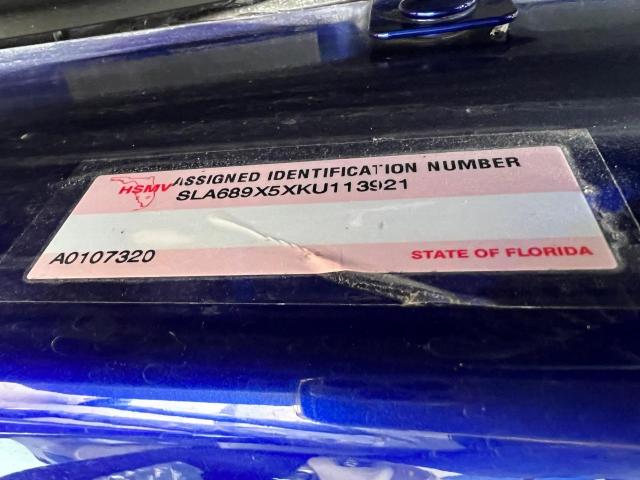 HSMV ASSIGNED IDENTIFICATION NUMBER
SLA689X5XKU113921
A0107320 STATE OF FLORIDA